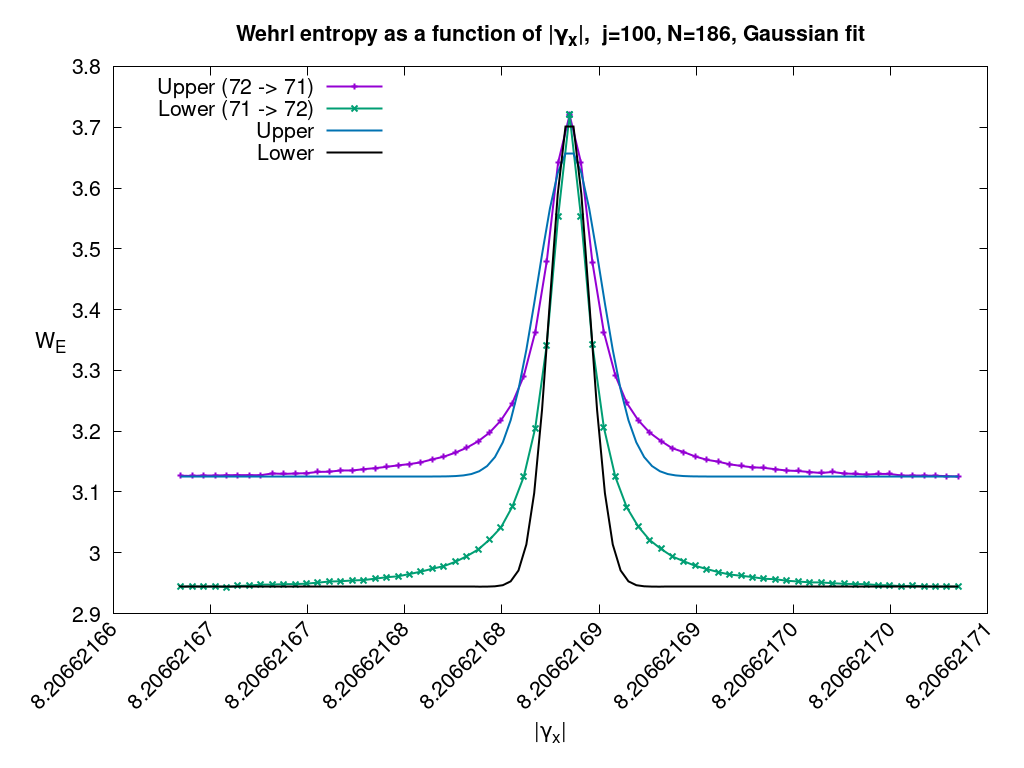 Wehrl entropy as a function of |γx|, j=100, N=186, Gaussian fit
3.8
3.7
3.6
3.5
3.4
3.3
3.2
3.1
3
2.9
WE
Upper (72 -> 71)
Lower (71 -> 72)
Upper
Lower
8.20662166
8.20662167
8.20662167
8.20662168
8.20662168
8.20662169
8.20662169
8.20662170
8.20662170
8.20662171
|γx|